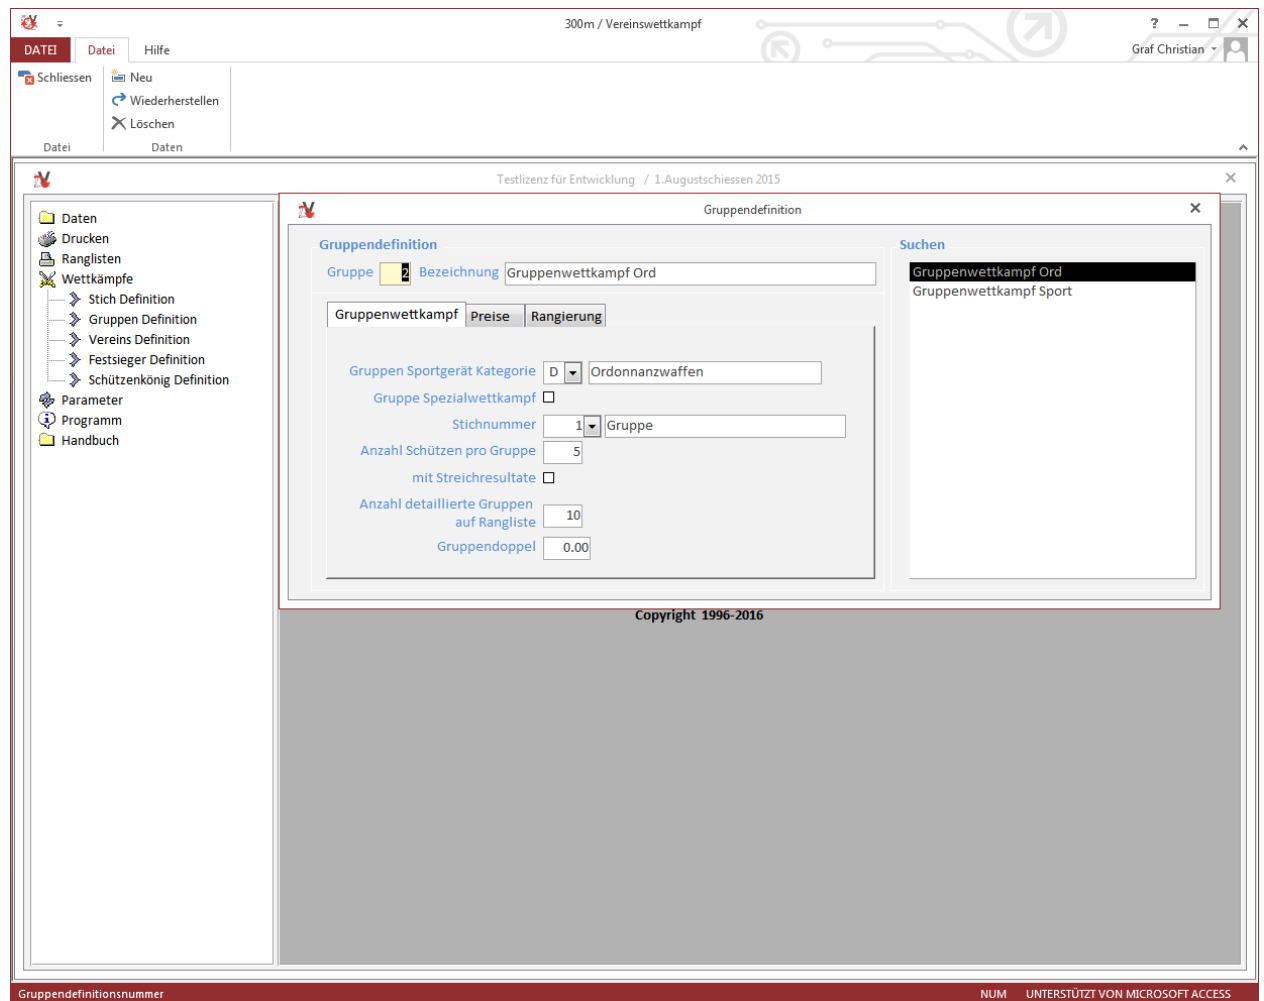 300m / Vereinswettkampf
?
DATEI Datei Hilfe
Graf Christian
Schliessen
Neu
Wiederherstellen
Löschen
Datei
Daten
Testlizenz für Entwicklung / 1.Augustschiessen 2015
Daten
Drucken
Ranglisten
Wettkämpfe
Stich Definition
Gruppen Definition
Vereins Definition
Festsieger Definition
Schützenkönig Definition
Parameter
Programm
Handbuch
Gruppendefinition
Gruppendefinition
Gruppe 2 Bezeichnung Gruppenwettkampf Ord
Gruppenwettkampf Preise Rangierung
Gruppen Sportgerät Kategorie D Ordonnanzwaffen
Gruppe Spezialwettkampf
Stichnummer 1 Gruppe
Anzahl Schützen pro Gruppe 5
mit Streichresultate
Anzahl detaillierte Gruppen
auf Rangliste 10
Gruppendoppel 0.00
Suchen
Gruppenwettkampf Ord
Gruppenwettkampf Sport
Copyright 1996-2016
Gruppendefinitionsnummer
NUM UNTERSTÜTZT VON MICROSOFT ACCESS